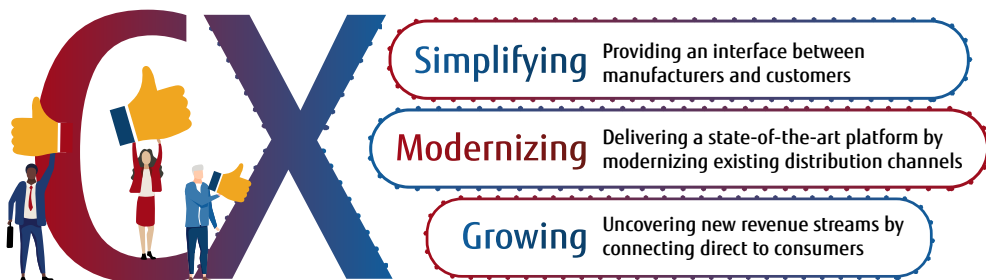 CX
Simplifying
Providing an interface between
manufacturers and customers
Modernizing
Delivering a state-of-the-art platform by
modernizing existing distribution channels
Growing
Uncovering new revenue streams by
connecting direct to consumers